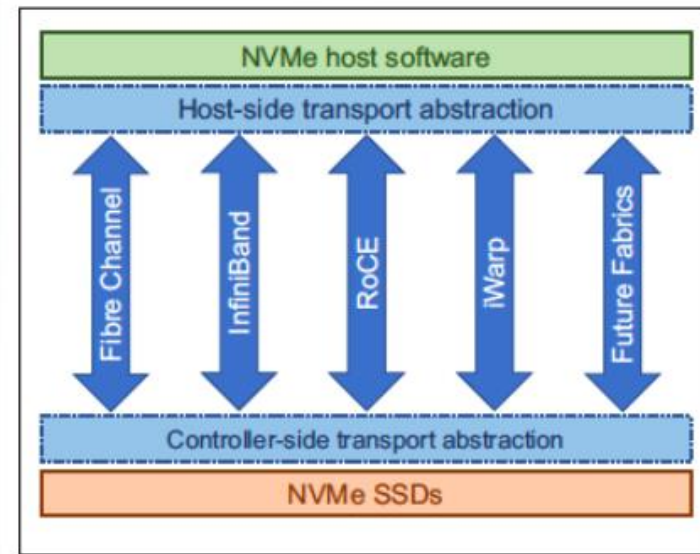 NVMe host software
Host-side transport abstraction
Fibre Channel
InfiniBand
RoCE
iWarp
Future Fabrics
Controller-side transport abstraction
NVMe SSDs